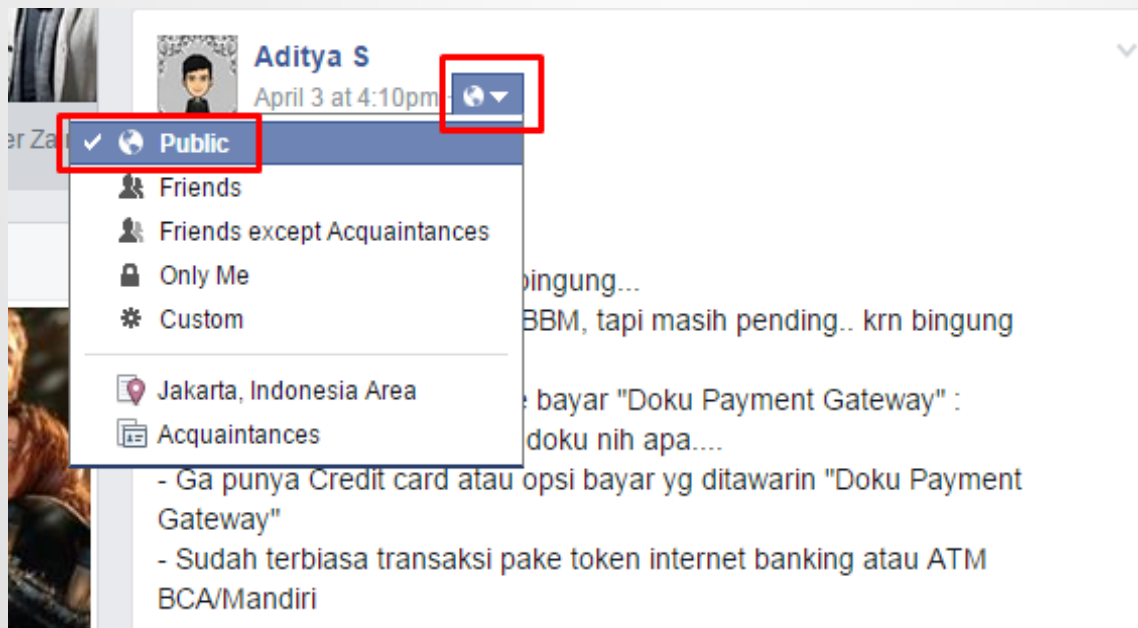 Aditya S
April 3 at 4:10pm
er Za
Public
Friends
Friends except Acquaintances
Only Me
Custom
Jakarta, Indonesia Area
Acquaintances
bingung...
BBM, tapi masih pending.. krn bingung
bayar "Doku Payment Gateway" :
doku nih apa....
- Ga punya Credit card atau opsi bayar yg ditawarin "Doku Payment
Gateway"
- Sudah terbiasa transaksi pake token internet banking atau ATM
BCA/Mandiri